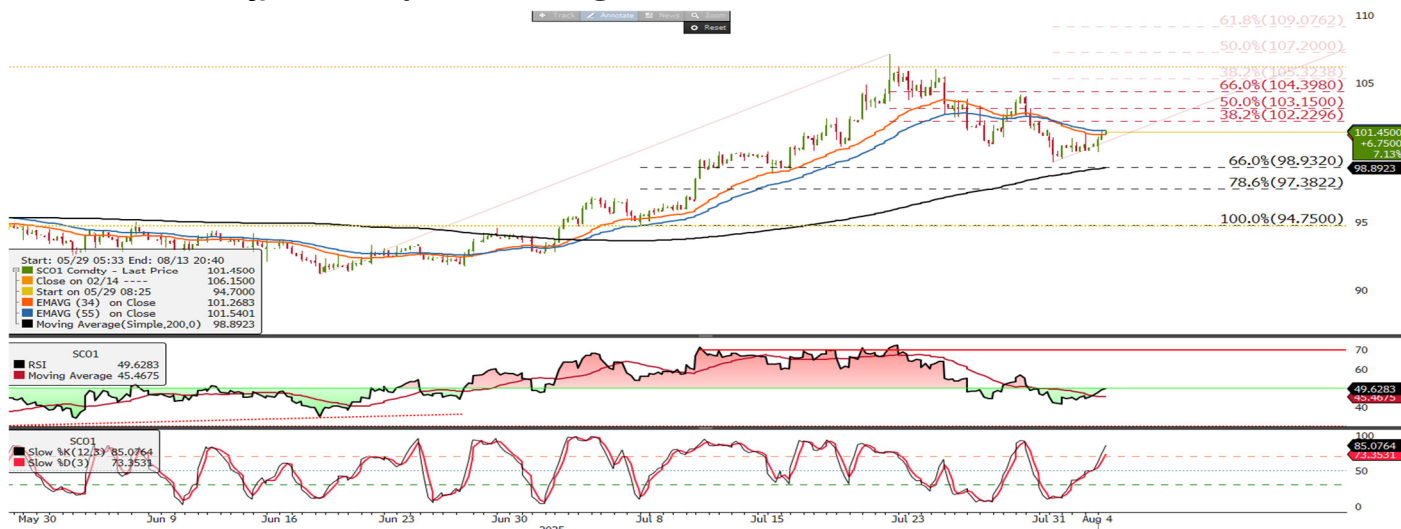 Track Annotate News Zoom
Reset
110
61.8%(109.0762)
50.0%(107.2000)
38.2%(105.3238)
105
66.0%(104.3980)
50.0%(103.1500)
38.2%(102.2296)
101.4500
+6.7500
7.13%
66.0%(98.9320)
98.8923
78.6%(97.3822)
100.0%(94.7500)
95
90
Start: 05/29 05:33 End: 08/13 20:40
SCO1 Comdty - Last Price 101.4500
Close on 02/14 ---- 106.1500
Start on 05/29 08:25 94.7000
EMAVG (34) on Close 101.2683
EMAVG (55) on Close 101.5401
Moving Average(Simple,200,0) 98.8923
SCO1
RSI 49.6283
Moving Average 45.4675
70
60
49.6283
45.4675
40
SCO1
Slow %K(12,3) 85.0764
Slow %D(3) 73.3531
100
85.0764
73.3531
50
0
May 30 Jun 9 Jun 16 Jun 23 Jun 30 Jul 8 Jul 15 Jul 23 Jul 31 Aug 4